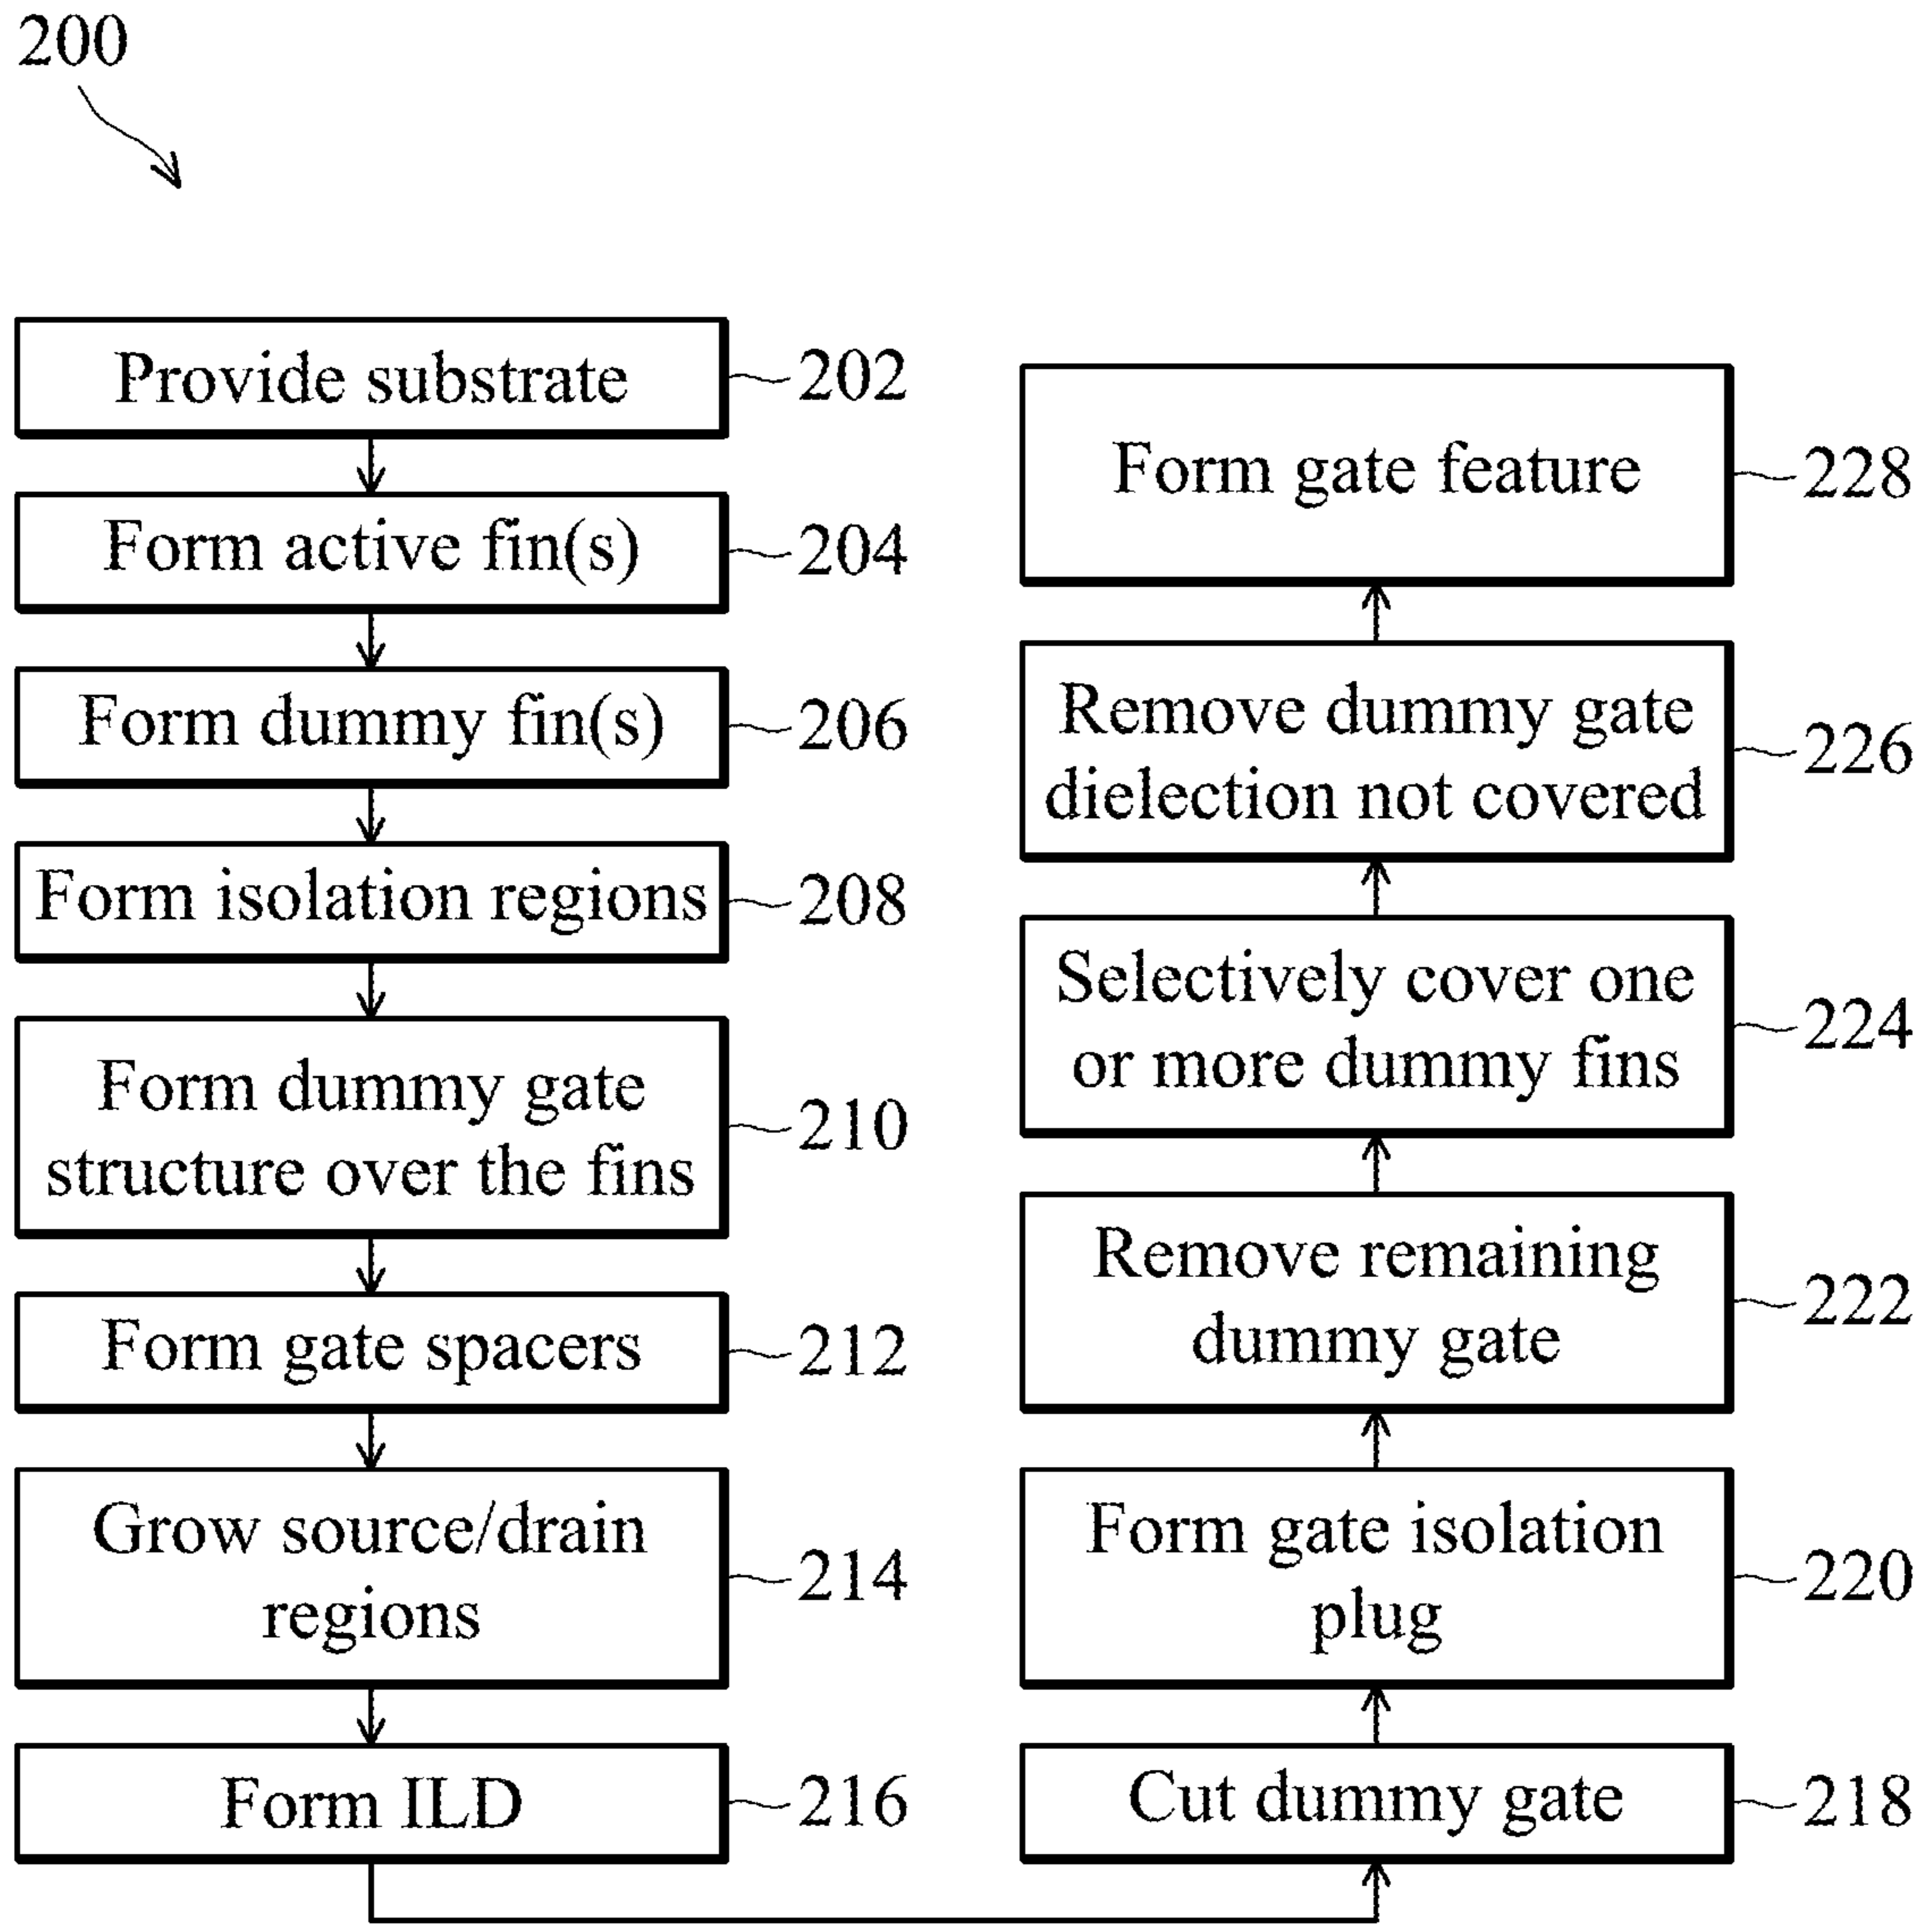 200
Provide substrate
202
Form active fin(s)
204
Form dummy fin(s)
206
Form isolation regions
208
Form dummy gate
structure over the fins
210
Form gate spacers
212
Grow source/drain
regions
214
Form ILD
216
Cut dummy gate
218
Form gate isolation
plug
220
Remove remaining
dummy gate
222
Selectively cover one
or more dummy fins
224
Remove dummy gate
dielection not covered
226
Form gate feature
228